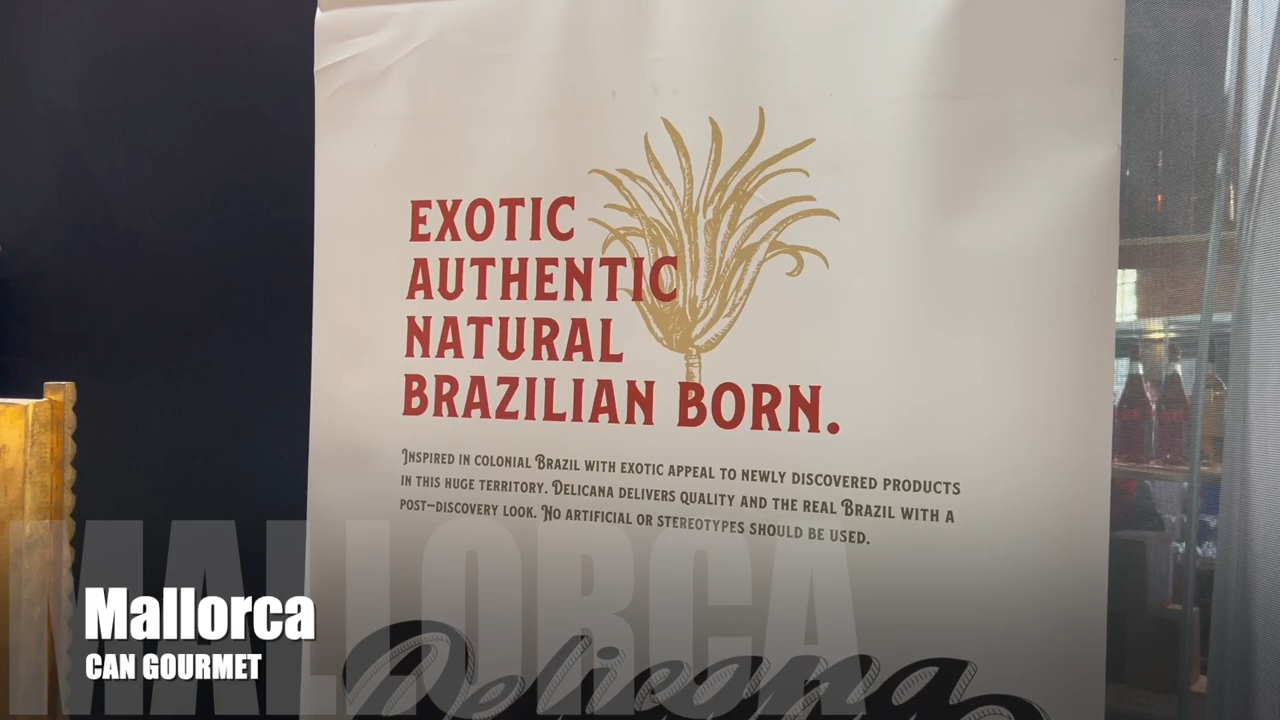 EXOTIC
AUTHENTIC
NATURAL
BRAZILIAN BORN.
INSPIRED IN COLONIAL BRAZIL WITH EXOTIC APPEAL TO NEWLY DISCOVERED PRODUCTS
IN THIS HUGE TERRITORY. DELICANA DELIVERS QUALITY AND THE REAL BRAZIL WITH A
POST-DISCOVERY LOOK. NO ARTIFICIAL OR STEREOTYPES SHOULD BE USED.
MALLORCA
Mallorca
CAN GOURMET
Delicana